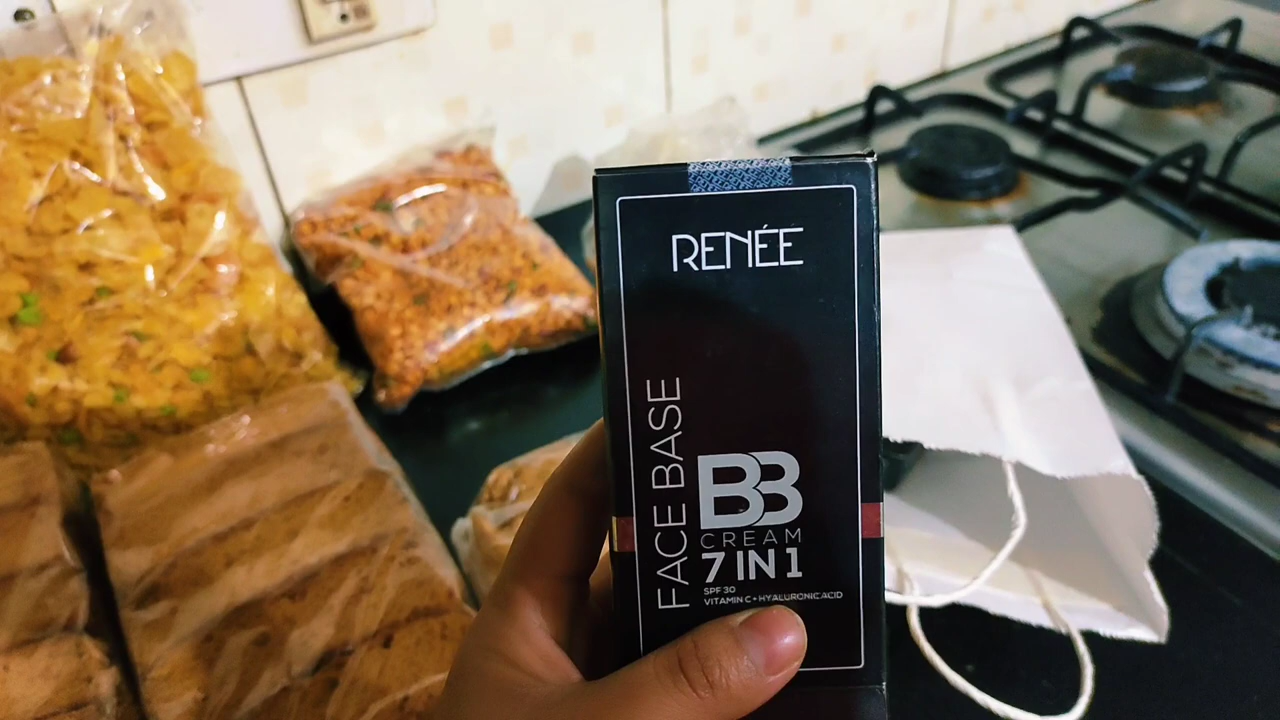 RENÉE
FACE BASE
BB
CREAM
7 IN 1
SPF 30
VITAMIN C + HYALURONIC ACID